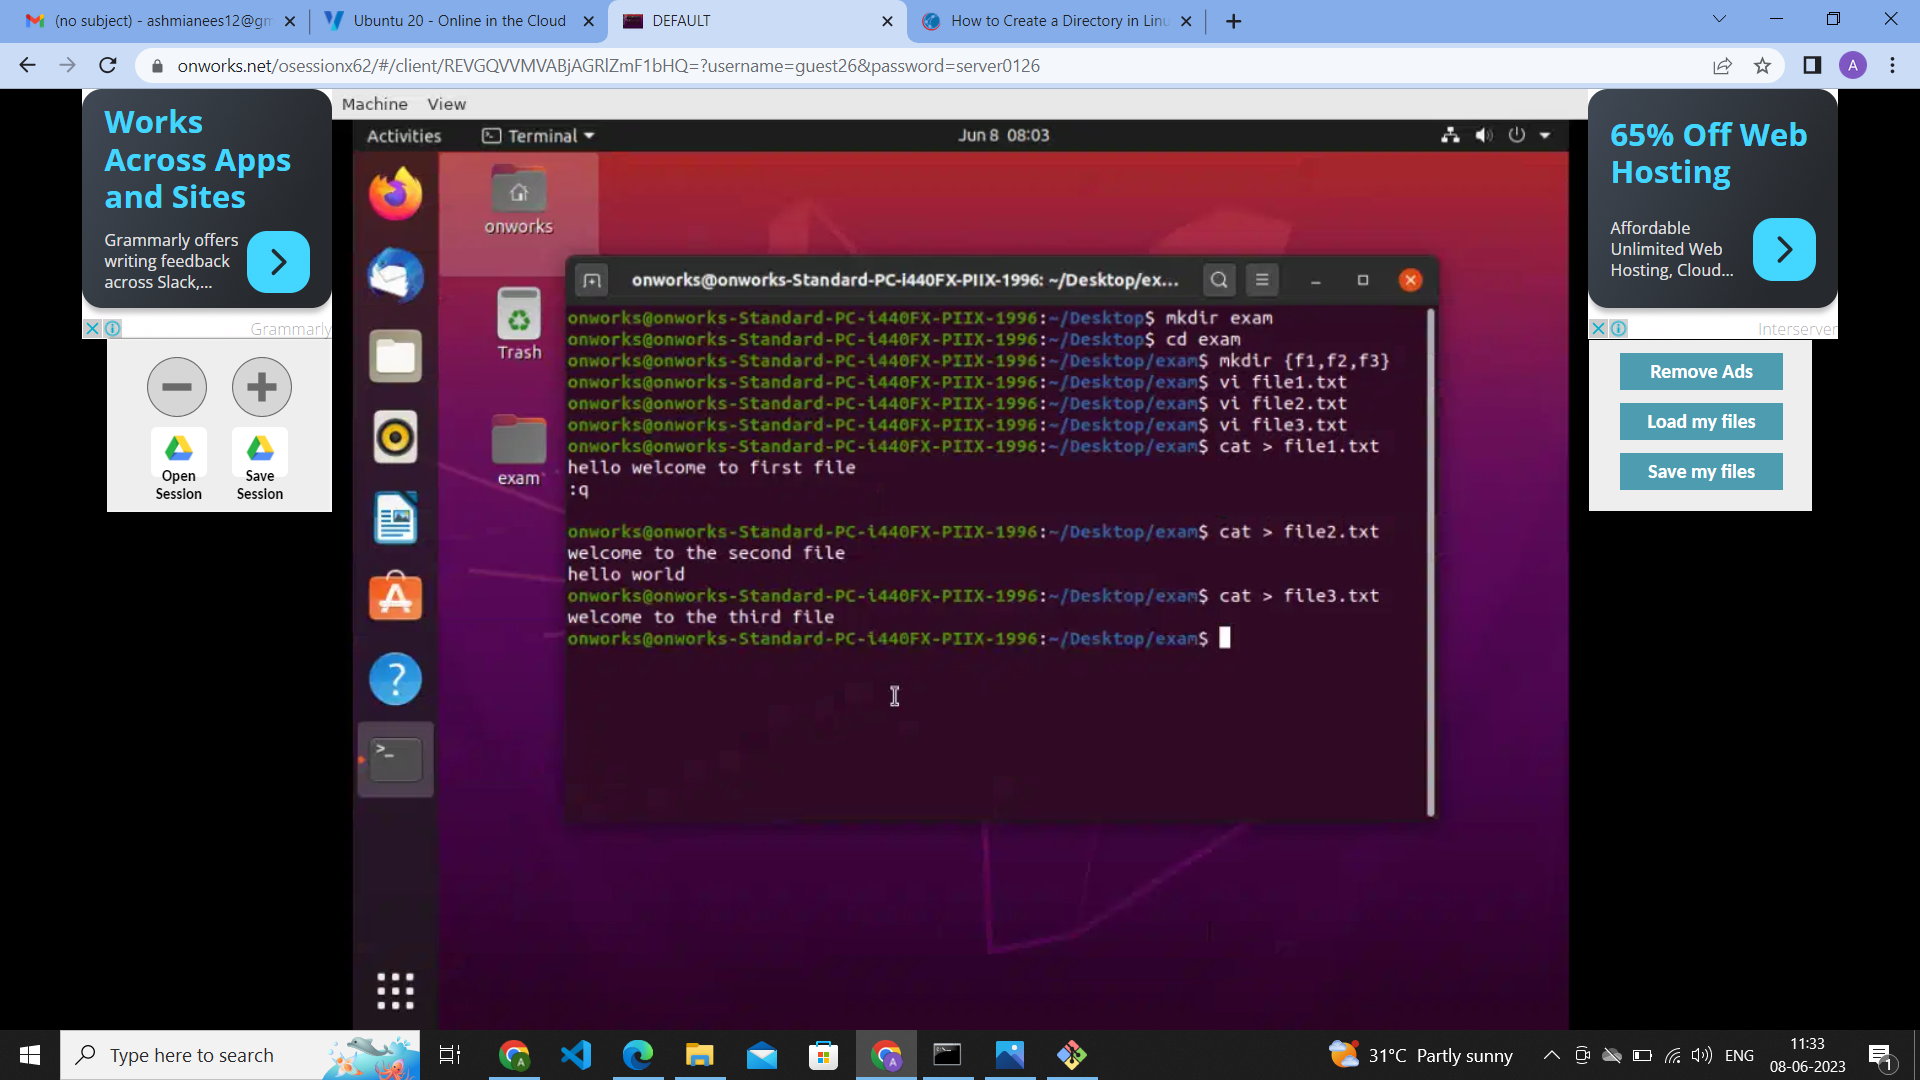 (no subject) - ashmianees12@gm
Ubuntu 20 - Online in the Cloud
DEFAULT
How to Create a Directory in Linu
onworks.net/osessionx62/#/client/REVGQVVMVABjAGRlZmF1bHQ=?username=guest26&password=server0126
A
Works
Across Apps
and Sites
Grammarly offers
writing feedback
across Slack,...
Grammarly
Open
Session
Save
Session
Machine View
Activities
Terminal
Jun 8 08:03
onworks
Trash
exam
onworks@onworks-Standard-PC-i440FX-PIIX-1996: ~/Desktop/ex...
onworks@onworks-Standard-PC-i440FX-PIIX-1996:~/Desktop$ mkdir exam
onworks@onworks-Standard-PC-i440FX-PIIX-1996:~/Desktop$ cd exam
onworks@onworks-Standard-PC-i440FX-PIIX-1996:~/Desktop/exam$ mkdir {f1,f2,f3}
onworks@onworks-Standard-PC-i440FX-PIIX-1996:~/Desktop/exam$ vi file1.txt
onworks@onworks-Standard-PC-i440FX-PIIX-1996:~/Desktop/exam$ vi file2.txt
onworks@onworks-Standard-PC-i440FX-PIIX-1996:~/Desktop/exam$ vi file3.txt
onworks@onworks-Standard-PC-i440FX-PIIX-1996:~/Desktop/exam$ cat > file1.txt
hello welcome to first file
:q
onworks@onworks-Standard-PC-i440FX-PIIX-1996:~/Desktop/exam$ cat > file2.txt
welcome to the second file
hello world
onworks@onworks-Standard-PC-i440FX-PIIX-1996:~/Desktop/exam$ cat > file3.txt
welcome to the third file
onworks@onworks-Standard-PC-i440FX-PIIX-1996:~/Desktop/exam$
65% Off Web
Hosting
Affordable
Unlimited Web
Hosting, Cloud...
Interserver
Remove Ads
Load my files
Save my files
Type here to search
31°C Partly sunny
ENG
11:33
08-06-2023
1